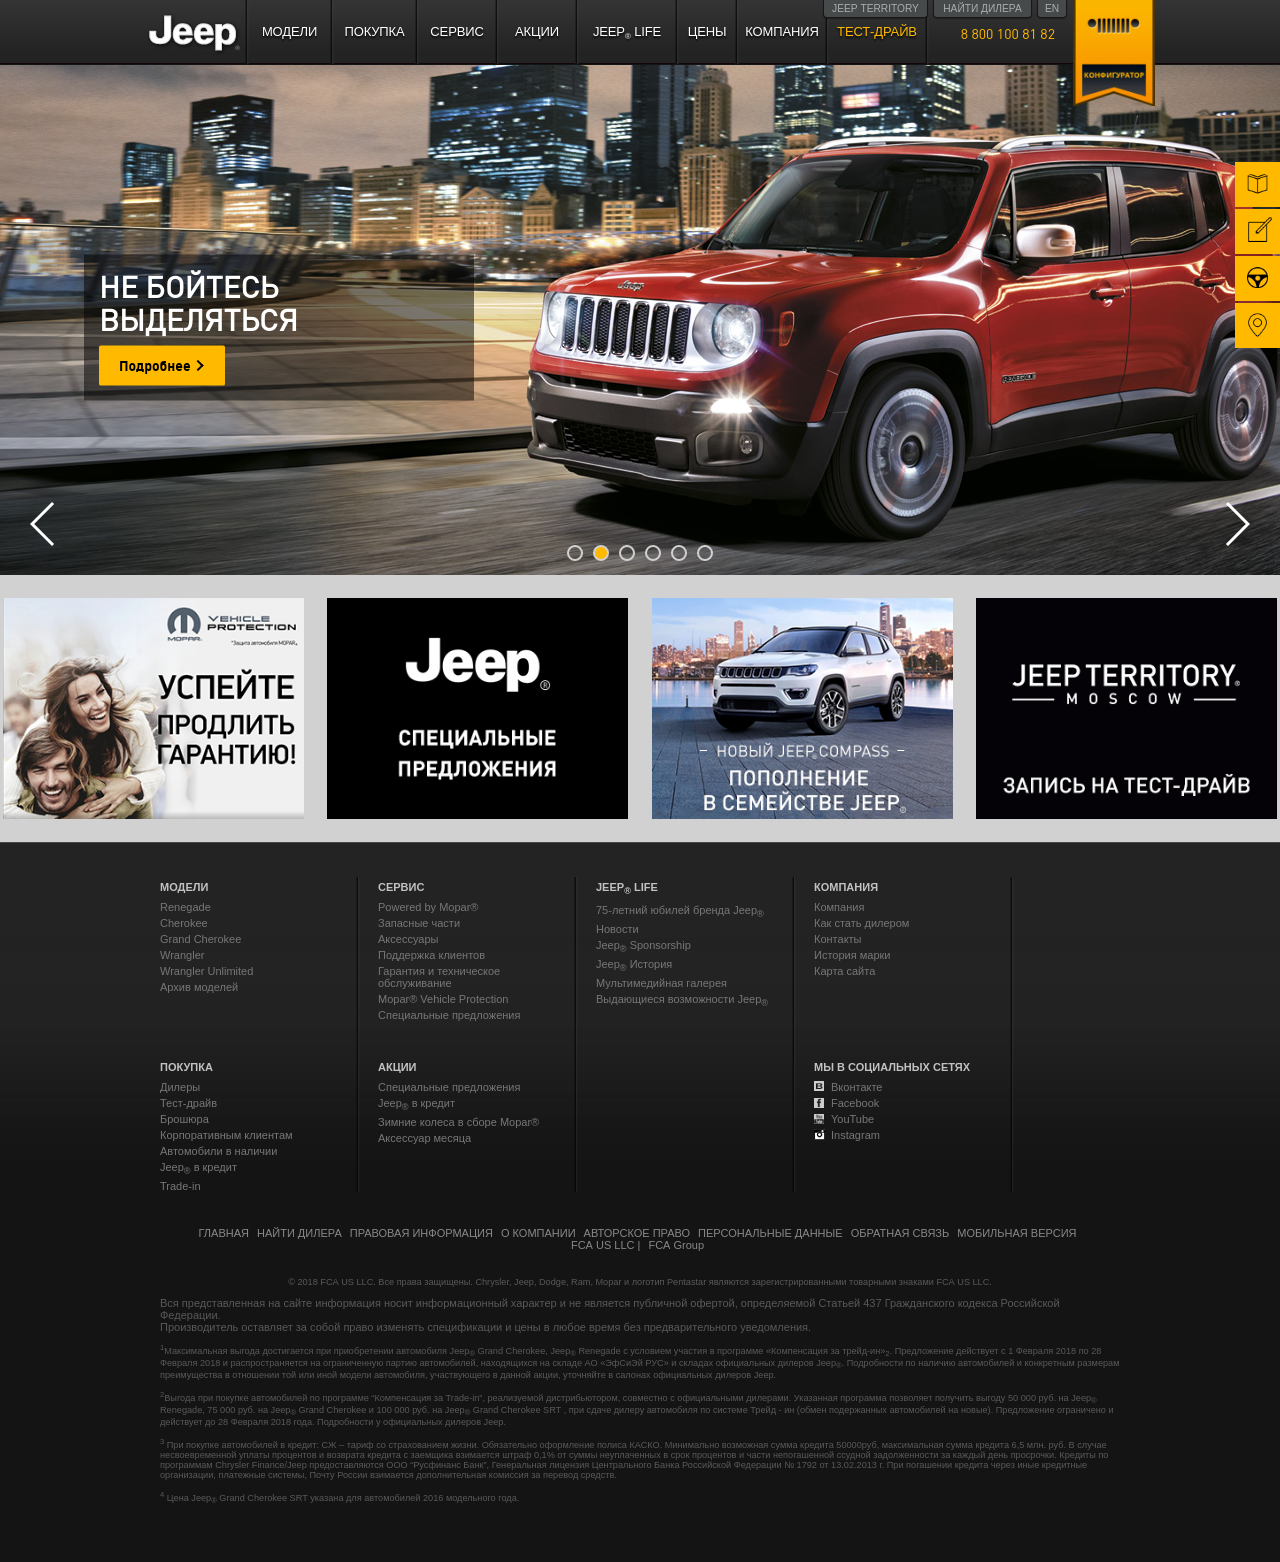 JEEP TERRITORY НАЙТИ ДИЛЕРА EN
Jeep® МОДЕЛИ ПОКУПКА СЕРВИС АКЦИИ JEEP® LIFE ЦЕНЫ КОМПАНИЯ ТЕСТ-ДРАЙВ 8 800 100 81 82
КОНФИГУРАТОР
НЕ БОЙТЕСЬ
ВЫДЕЛЯТЬСЯ
Подробнее
Jeep
RENEGADE
MOPAR VEHICLE
PROTECTION
*Защита автомобиля MOPAR®
УСПЕЙТЕ
ПРОДЛИТЬ
ГАРАНТИЮ!
Jeep®
СПЕЦИАЛЬНЫЕ
ПРЕДЛОЖЕНИЯ
НОВЫЙ JEEP® COMPASS
ПОПОЛНЕНИЕ
В СЕМЕЙСТВЕ JEEP®
JEEP TERRITORY®
MOSCOW
ЗАПИСЬ НА ТЕСТ-ДРАЙВ
МОДЕЛИ
Renegade
Cherokee
Grand Cherokee
Wrangler
Wrangler Unlimited
Архив моделей
СЕРВИС
Powered by Mopar®
Запасные части
Аксессуары
Поддержка клиентов
Гарантия и техническое
обслуживание
Mopar® Vehicle Protection
Специальные предложения
JEEP® LIFE
75-летний юбилей бренда Jeep®
Новости
Jeep® Sponsorship
Jeep® История
Мультимедийная галерея
Выдающиеся возможности Jeep®
КОМПАНИЯ
Компания
Как стать дилером
Контакты
История марки
Карта сайта
ПОКУПКА
Дилеры
Тест-драйв
Брошюра
Корпоративным клиентам
Автомобили в наличии
Jeep® в кредит
Trade-in
АКЦИИ
Специальные предложения
Jeep® в кредит
Зимние колеса в сборе Mopar®
Аксессуар месяца
МЫ В СОЦИАЛЬНЫХ СЕТЯХ
Вконтакте
Facebook
YouTube
Instagram
ГЛАВНАЯ НАЙТИ ДИЛЕРА ПРАВОВАЯ ИНФОРМАЦИЯ О КОМПАНИИ АВТОРСКОЕ ПРАВО ПЕРСОНАЛЬНЫЕ ДАННЫЕ ОБРАТНАЯ СВЯЗЬ МОБИЛЬНАЯ ВЕРСИЯ
FCA US LLC | FCA Group
© 2018 FCA US LLC. Все права защищены. Chrysler, Jeep, Dodge, Ram, Mopar и логотип Pentastar являются зарегистрированными товарными знаками FCA US LLC.
Вся представленная на сайте информация носит информационный характер и не является публичной офертой, определяемой Статьей 437 Гражданского кодекса Российской
Федерации.
Производитель оставляет за собой право изменять спецификации и цены в любое время без предварительного уведомления.
1Максимальная выгода достигается при приобретении автомобиля Jeep® Grand Cherokee, Jeep® Renegade с условием участия в программе «Компенсация за трейд-ин»2. Предложение действует с 1 Февраля 2018 по 28
Февраля 2018 и распространяется на ограниченную партию автомобилей, находящихся на складе АО «ЭфСиЭй РУС» и складах официальных дилеров Jeep®. Подробности по наличию автомобилей и конкретным размерам
преимущества в отношении той или иной модели автомобиля, участвующего в данной акции, уточняйте в салонах официальных дилеров Jeep.
2Выгода при покупке автомобилей по программе "Компенсация за Trade-in", реализуемой дистрибьютором, совместно с официальными дилерами. Указанная программа позволяет получить выгоду 50 000 руб. на Jeep®
Renegade, 75 000 руб. на Jeep® Grand Cherokee и 100 000 руб. на Jeep® Grand Cherokee SRT , при сдаче дилеру автомобиля по системе Трейд - ин (обмен подержанных автомобилей на новые). Предложение ограничено и
действует до 28 Февраля 2018 года. Подробности у официальных дилеров Jeep.
3 При покупке автомобилей в кредит: СЖ – тариф со страхованием жизни. Обязательно оформление полиса КАСКО. Минимально возможная сумма кредита 50000руб, максимальная сумма кредита 6,5 млн. руб. В случае
несвоевременной уплаты процентов и возврата кредита с заемщика взимается штраф 0,1% от суммы неуплаченных в срок процентов и части непогашенной ссудной задолженности за каждый день просрочки. Кредиты по
программам Chrysler Finance/Jeep предоставляются ООО "Русфинанс Банк", Генеральная лицензия Центрального Банка Российской Федерации № 1792 от 13.02.2013 г. При погашении кредита через иные кредитные
организации, платежные системы, Почту России взимается дополнительная комиссия за перевод средств.
4 Цена Jeep® Grand Cherokee SRT указана для автомобилей 2016 модельного года.